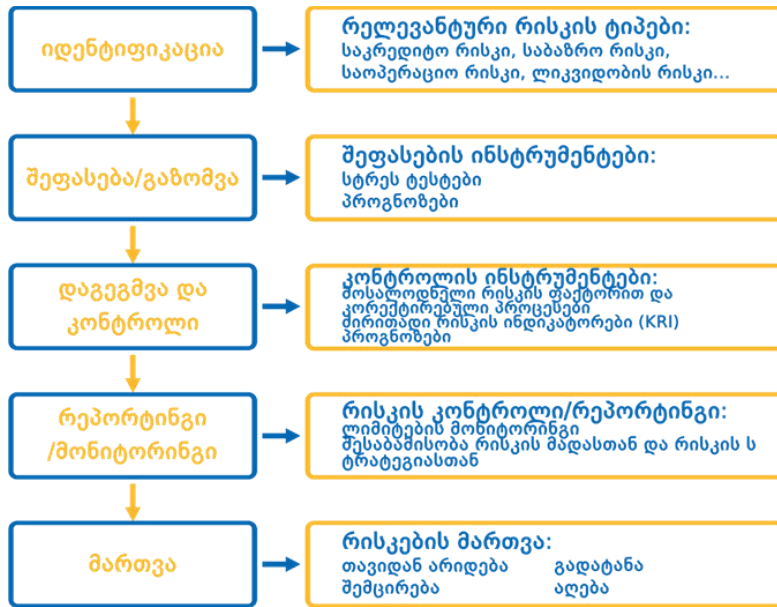 იდენტიფიკაცია
რელევანტური რისკის ტიპები:
საკრედიტო რისკი, საბაზრო რისკი,
საოპერაციო რისკი, ლიკვიდობის რისკი...
შეფასება/გაზომვა
შეფასების ინსტრუმენტები:
სტრეს ტესტები
პროგნოზები
დაგეგმვა და
კონტროლი
კონტროლის ინსტრუმენტები:
მოსალოდნელი რისკის ფაქტორით და
კორექტირებული პროცესები
ძირითადი რისკის ინდიკატორები (KRI)
პროგნოზები
რეპორტინგი
/მონიტორინგი
რისკის კონტროლი/რეპორტინგი:
ლიმიტების მონიტორინგი
შესაბამისობა რისკის მადასთან და რისკის ს
ტრატეგიასთან
მართვა
რისკების მართვა:
თავიდან არიდება გადატანა
შემცირება აღება